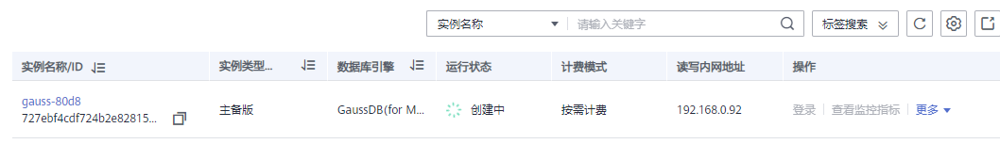 实例名称 请输入关键字 标签搜索
实例名称/ID 实例类型... 数据库引擎 运行状态 计费模式 读写内网地址 操作
gauss-80d8
727ebf4cdf724b2e82815... 主备版 GaussDB(for M... 创建中 按需计费 192.168.0.92 登录 查看监控指标 更多